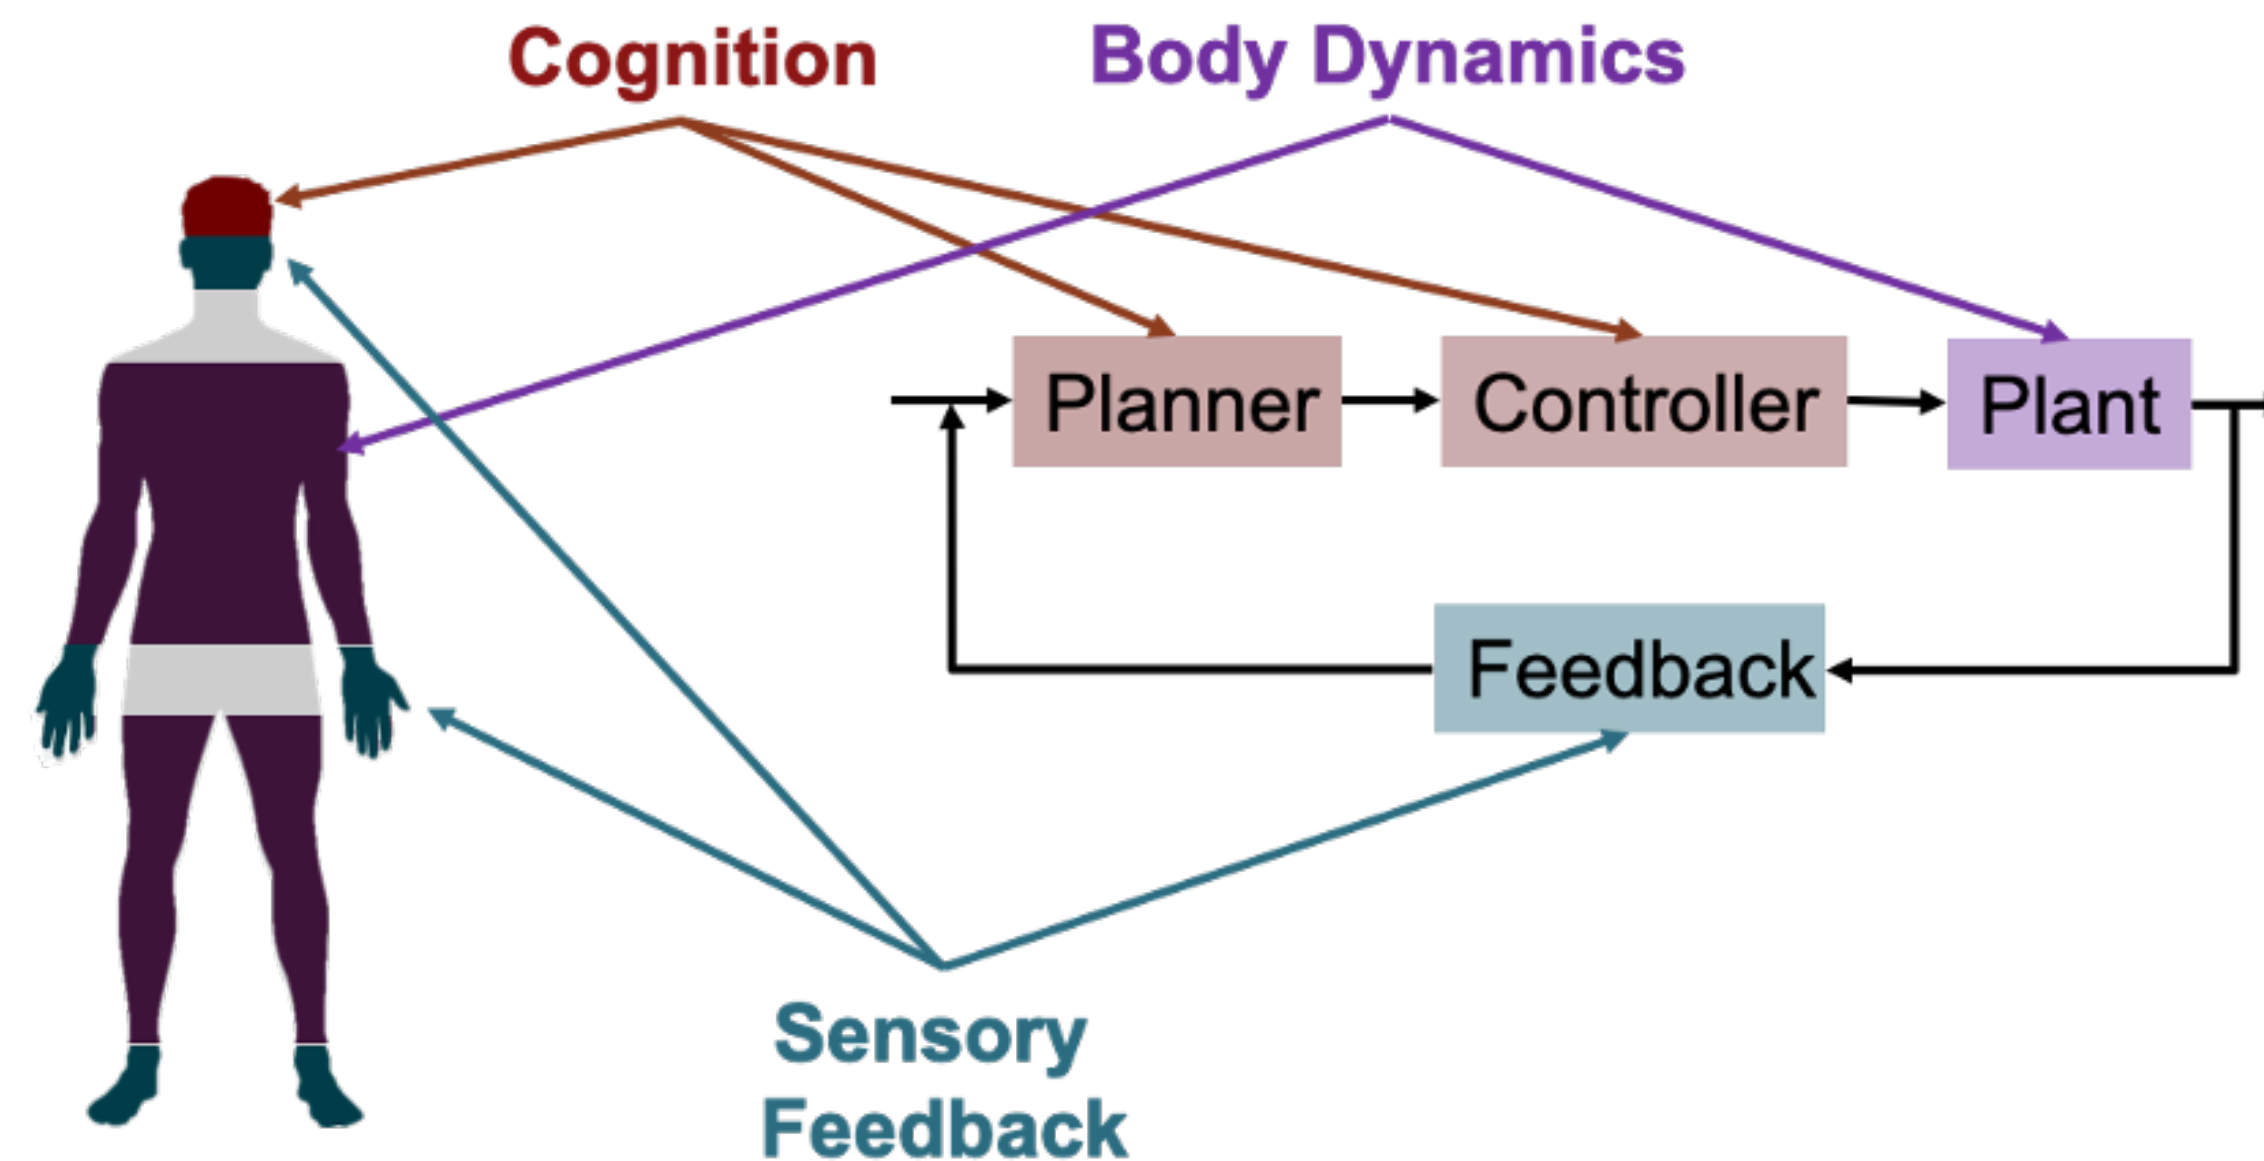 Cognition
Body Dynamics
Planner
Controller
Plant
Feedback
Sensory
Feedback